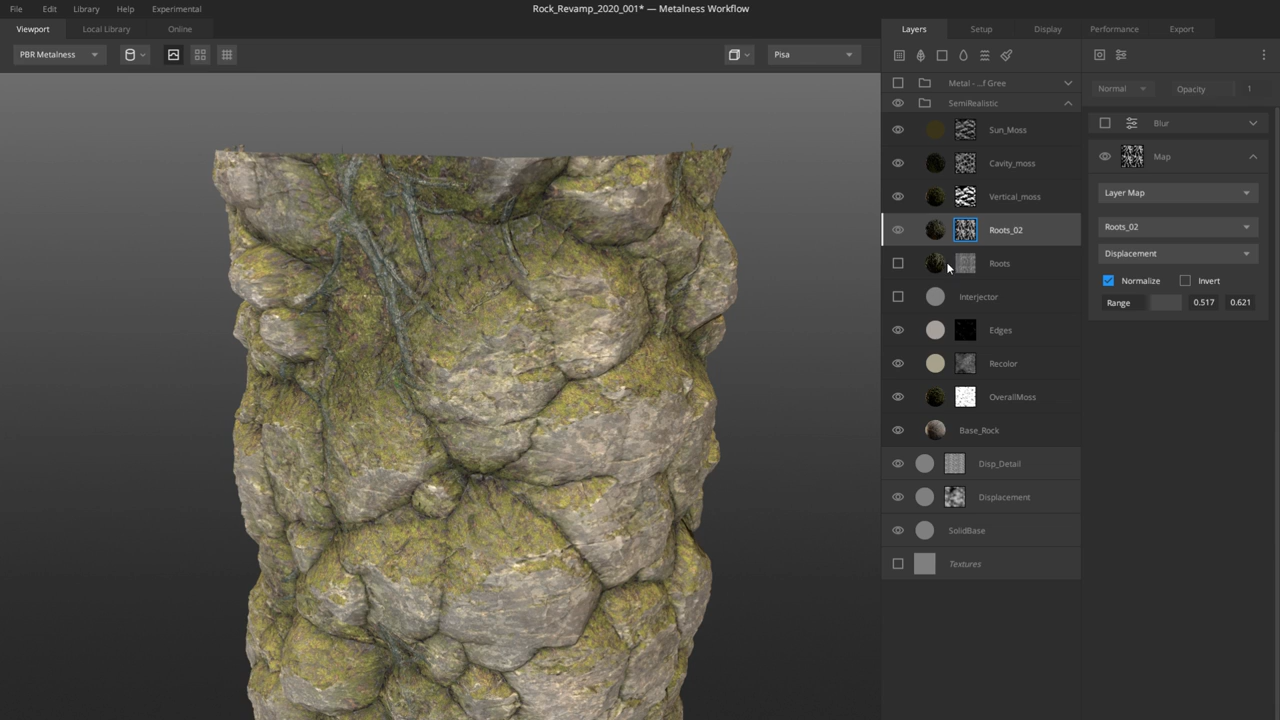 File Edit Library Help Experimental
Rock_Revamp_2020_001* — Metalness Workflow
Viewport Local Library Online
Layers Setup Display Performance Export
PBR Metalness
Pisa
Metal - ...f Gree
Normal Opacity 1
SemiRealistic
Blur
Sun_Moss
Map
Cavity_moss
Layer Map
Vertical_moss
Roots_02
Roots_02
Displacement
Roots
Normalize Invert
Interjector
Range 0.517 0.621
Edges
Recolor
OverallMoss
Base_Rock
Disp_Detail
Displacement
SolidBase
Textures